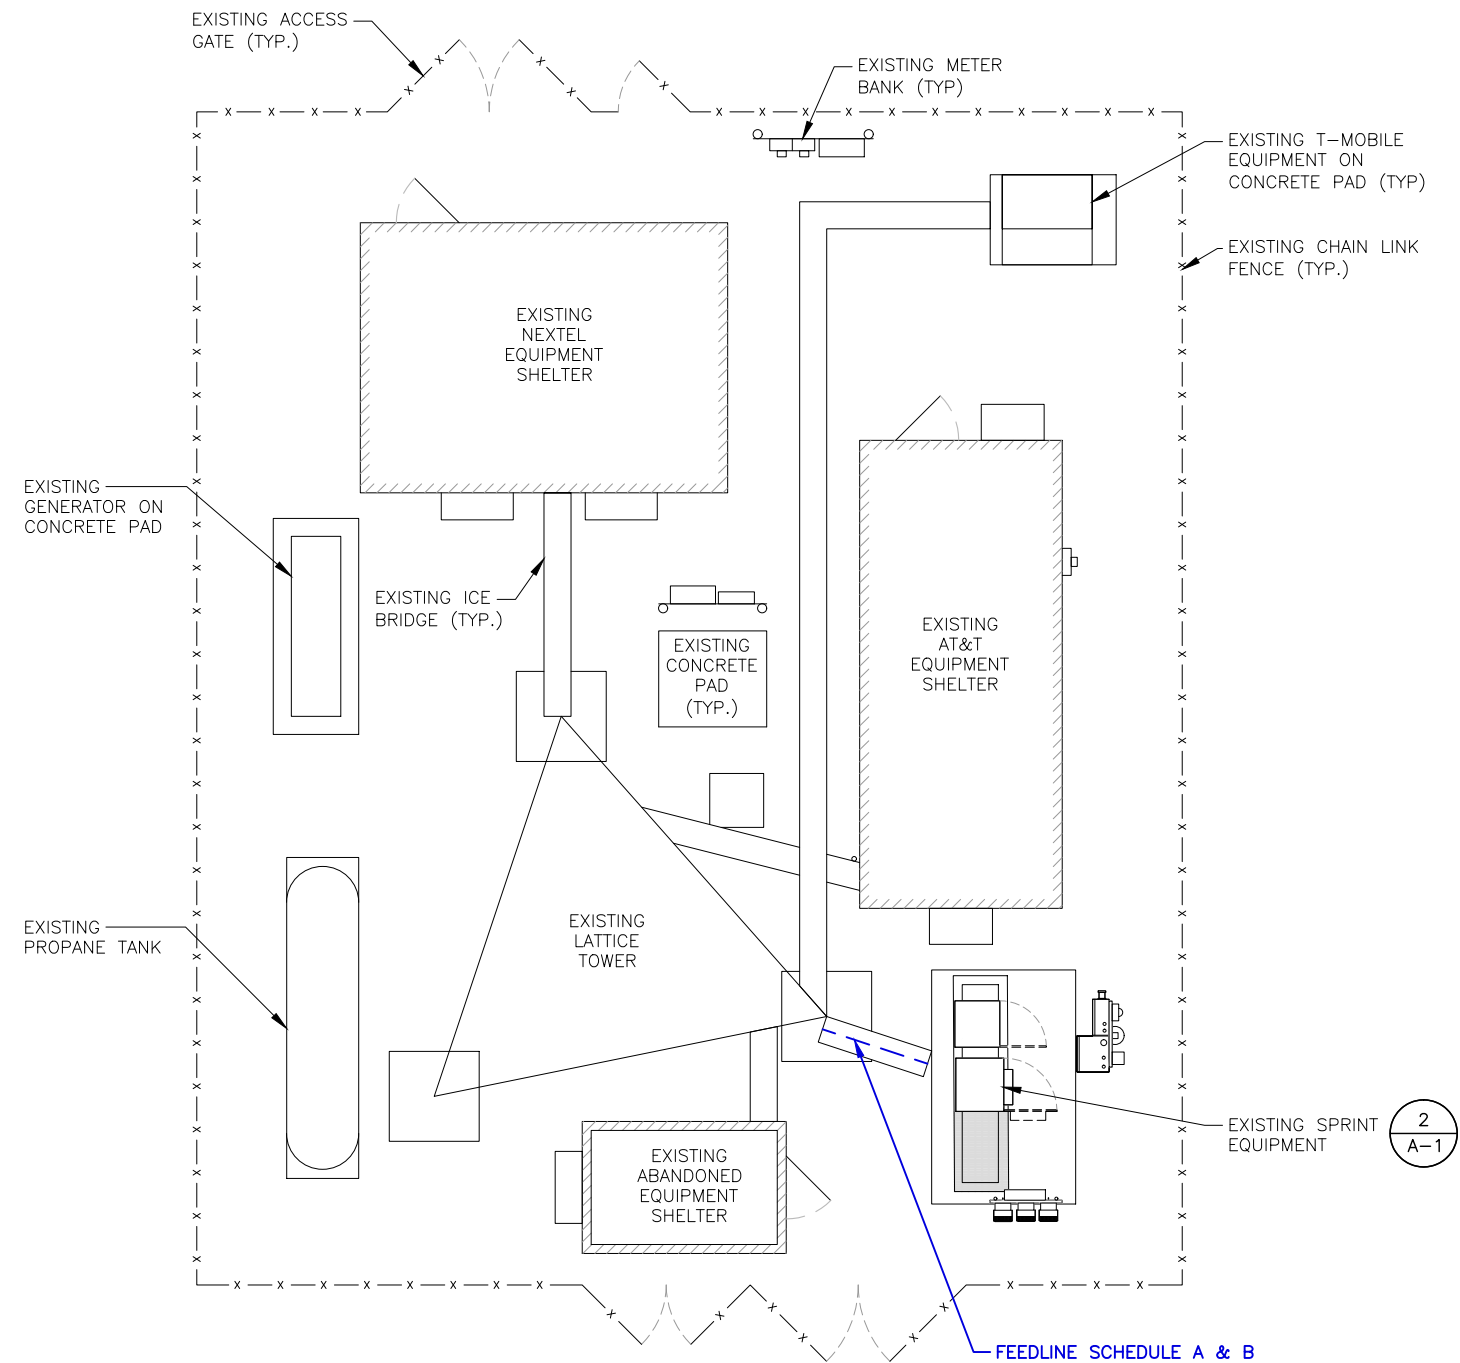 EXISTING ACCESS
GATE (TYP.)
EXISTING METER
BANK (TYP)
EXISTING T-MOBILE
EQUIPMENT ON
CONCRETE PAD (TYP)
EXISTING CHAIN LINK
FENCE (TYP.)
EXISTING
NEXTEL
EQUIPMENT
SHELTER
EXISTING
GENERATOR ON
CONCRETE PAD
EXISTING ICE
BRIDGE (TYP.)
EXISTING
CONCRETE
PAD
(TYP.)
EXISTING
AT&T
EQUIPMENT
SHELTER
EXISTING
PROPANE TANK
EXISTING
LATTICE
TOWER
EXISTING SPRINT
EQUIPMENT
2
A-1
EXISTING
ABANDONED
EQUIPMENT
SHELTER
FEEDLINE SCHEDULE A & B